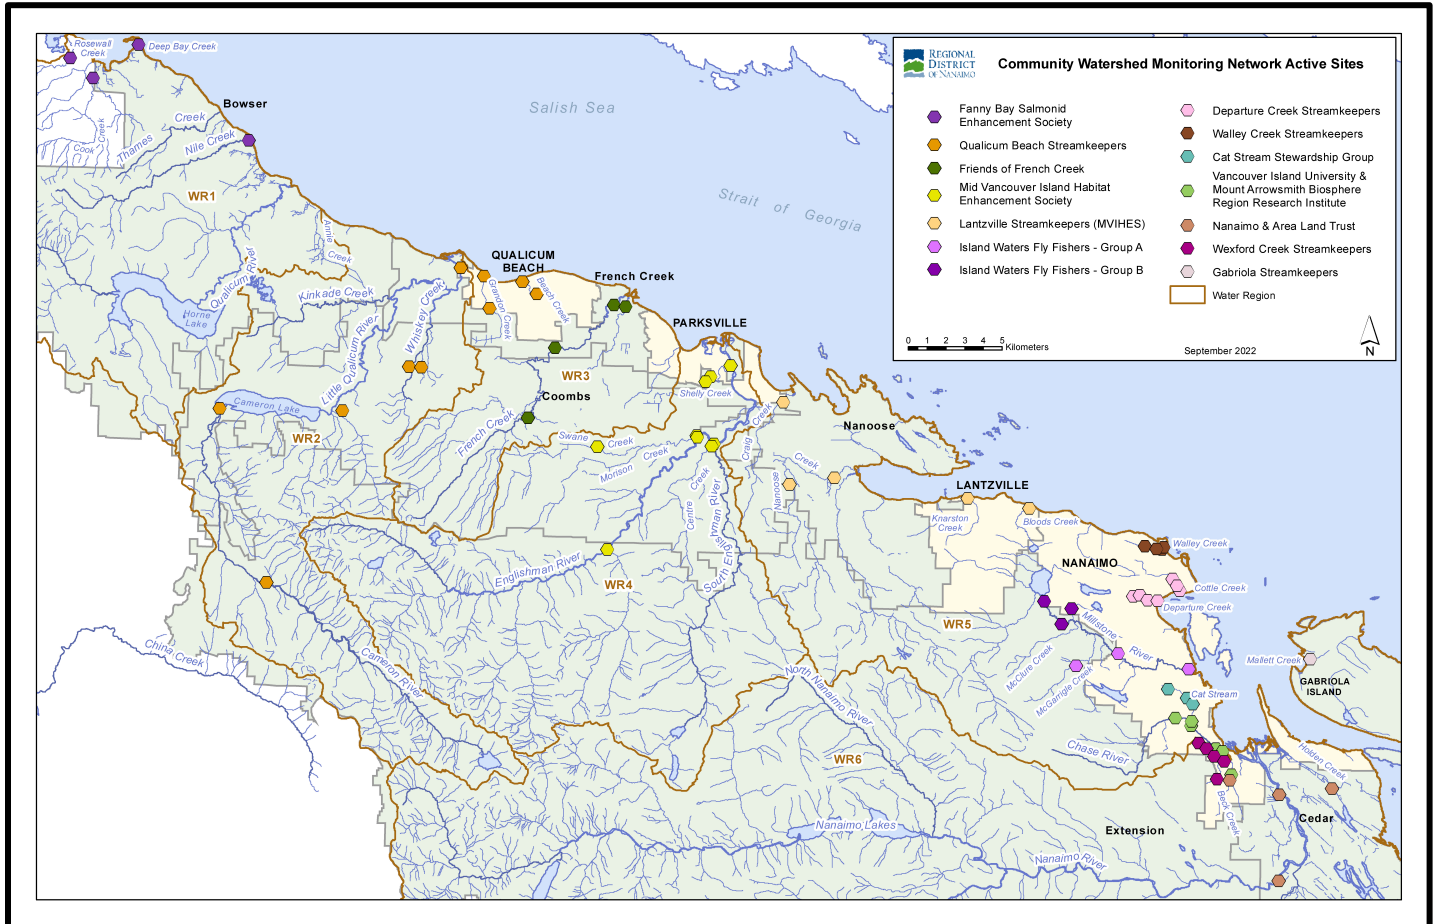 REGIONAL
DISTRICT
OF NANAIMO
Community Watershed Monitoring Network Active Sites
Fanny Bay Salmonid
Enhancement Society
Qualicum Beach Streamkeepers
Friends of French Creek
Mid Vancouver Island Habitat
Enhancement Society
Lantzville Streamkeepers (MVIHES)
Island Waters Fly Fishers - Group A
Island Waters Fly Fishers - Group B
Departure Creek Streamkeepers
Walley Creek Streamkeepers
Cat Stream Stewardship Group
Vancouver Island University &
Mount Arrowsmith Biosphere
Region Research Institute
Nanaimo & Area Land Trust
Wexford Creek Streamkeepers
Gabriola Streamkeepers
Water Region
0 1 2 3 4 5
Kilometers
September 2022
N
Rosewall
Creek
Deep Bay Creek
Bowser
Salish Sea
Creek
Thames
Nile Creek
Cook
Creek
WR1
Strait of Georgia
Annie
Creek
QUALICUM
BEACH
French Creek
Qualicum River
Kinkade Creek
Horne
Lake
Whiskey Creek
Grandon Creek
Beach Creek
Little Qualicum River
PARKSVILLE
WR3
Coombs
Shelly Creek
Cameron Lake
WR2
French Creek
Swane Creek
Morison Creek
Craig Creek
Nanoose
Nanoose
Creek
Centre
Creek
LANTZVILLE
Knarston
Creek
Bloods Creek
Walley Creek
NANAIMO
Cottle Creek
Departure Creek
Englishman River
South Englishman River
WR4
WR5
Millstone River
McClure Creek
McGarrigle Creek
Mallett Creek
GABRIOLA
ISLAND
China Creek
Cameron River
North Nanaimo River
Cat Stream
Chase River
WR6
Holden Creek
Beck Creek
Cedar
Extension
Nanaimo Lakes
Nanaimo River